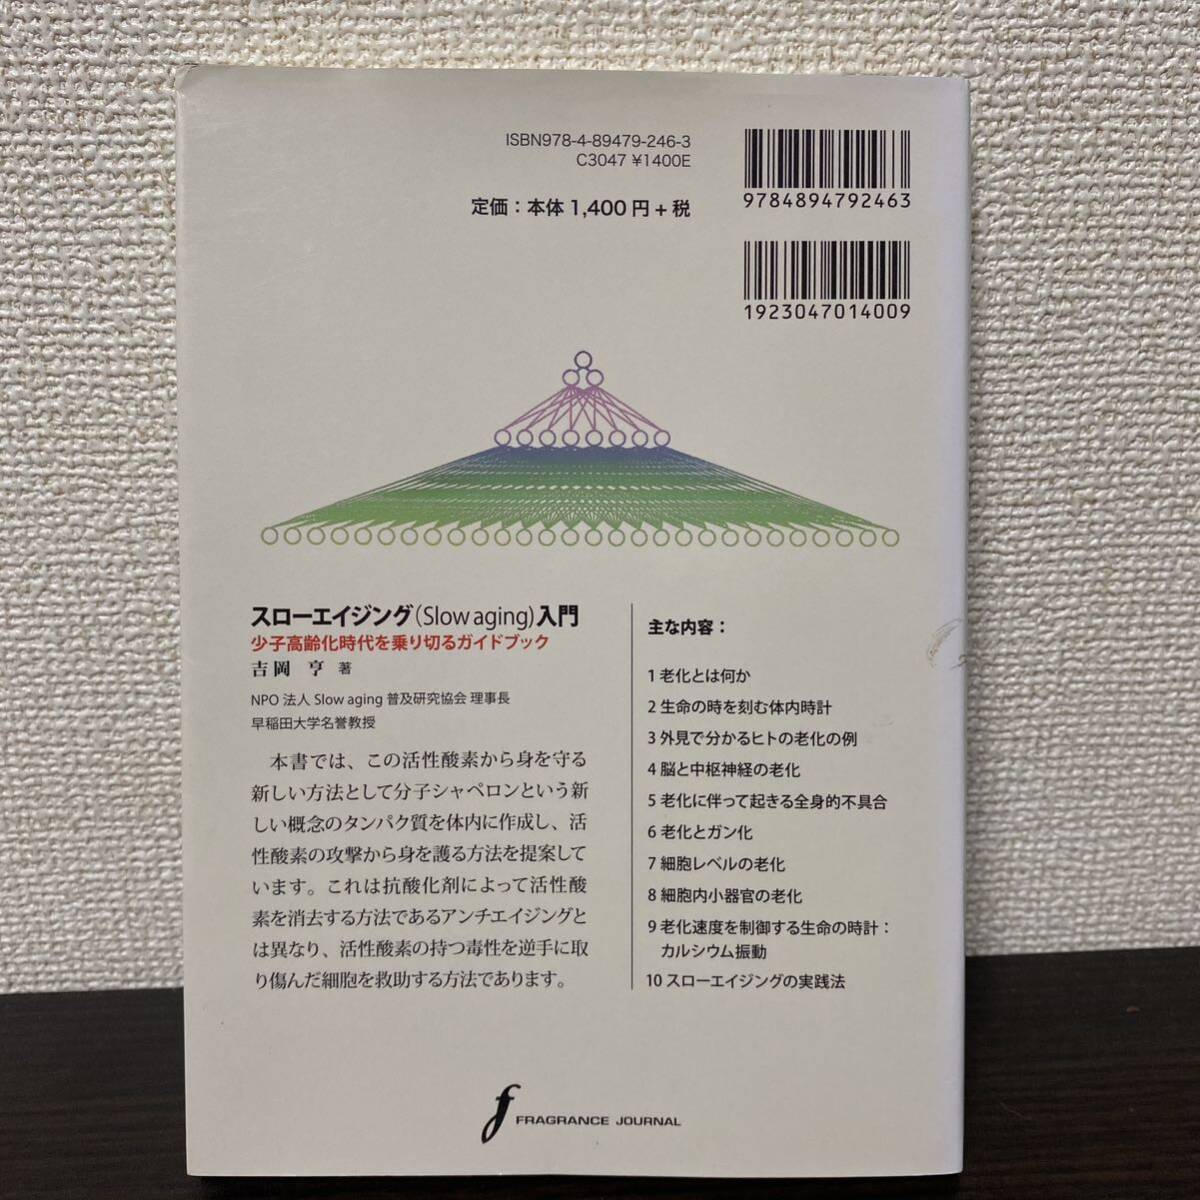 ISBN978-4-89479-246-3
C3047 ¥1400E
定価：本体 1,400 円 + 税
9784894792463
1923047014009
スローエイジング(Slow aging)入門
少子高齢化時代を乗り切るガイドブック
吉岡 亨 著
NPO 法人 Slow aging 普及研究協会 理事長
早稲田大学名誉教授
本書では、この活性酸素から身を守る
新しい方法として分子シャペロンという新
しい概念のタンパク質を体内に作成し、活
性酸素の攻撃から身を護る方法を提案して
います。これは抗酸化剤によって活性酸
素を消去する方法であるアンチエイジングと
は異なり、活性酸素の持つ毒性を逆手に取
り傷んだ細胞を救助する方法であります。
主な内容：
1 老化とは何か
2 生命の時を刻む体内時計
3 外見で分かるヒトの老化の例
4 脳と中枢神経の老化
5 老化に伴って起きる全身的不具合
6 老化とガン化
7 細胞レベルの老化
8 細胞内小器官の老化
9 老化速度を制御する生命の時計：
カルシウム振動
10 スローエイジングの実践法
f FRAGRANCE JOURNAL